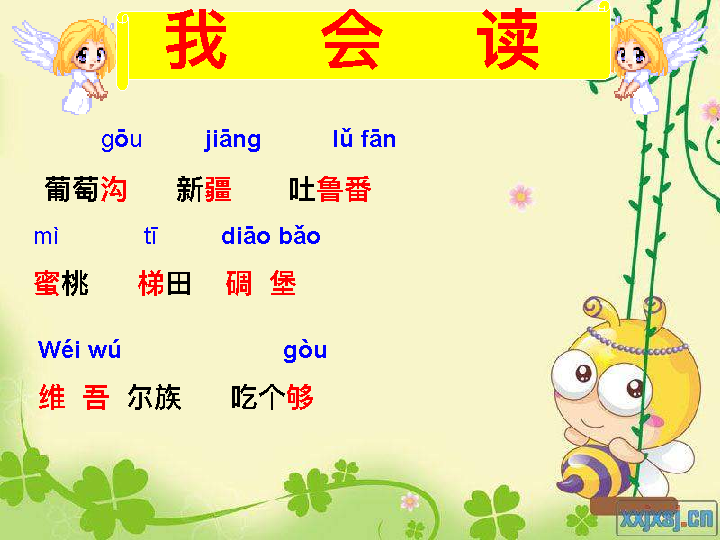 我 会 读
gōu jiāng lǔ fān
葡萄沟 新疆 吐鲁番
mì tī diāo bǎo
蜜桃 梯田 碉 堡
Wéi wú gòu
维 吾 尔族 吃个够
xxjxsj.cn